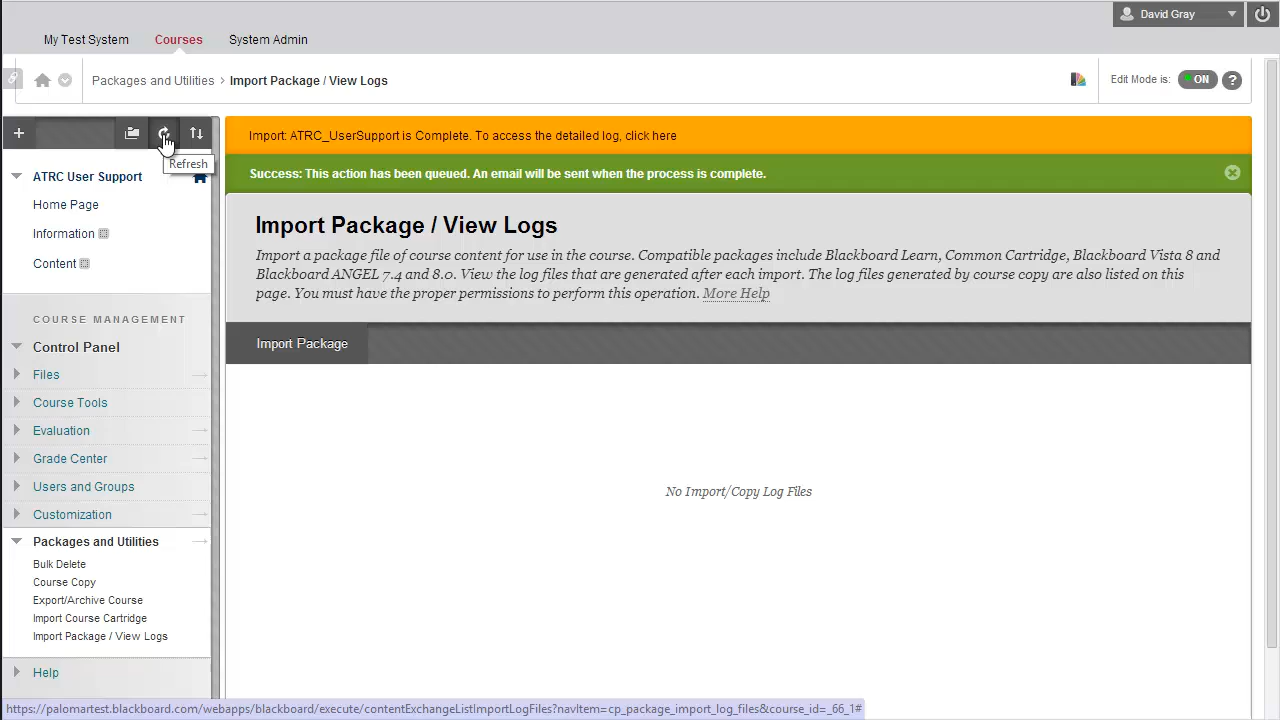 David Gray
My Test System
Courses
System Admin
Packages and Utilities
Import Package / View Logs
Edit Mode is:
ON
?
Refresh
Import: ATRC_UserSupport is Complete. To access the detailed log, click here
Success: This action has been queued. An email will be sent when the process is complete.
ATRC User Support
Home Page
Information
Content
COURSE MANAGEMENT
Control Panel
Files
Course Tools
Evaluation
Grade Center
Users and Groups
Customization
Packages and Utilities
Bulk Delete
Course Copy
Export/Archive Course
Import Course Cartridge
Import Package / View Logs
Help
Import Package / View Logs
Import a package file of course content for use in the course. Compatible packages include Blackboard Learn, Common Cartridge, Blackboard Vista 8 and
Blackboard ANGEL 7.4 and 8.0. View the log files that are generated after each import. The log files generated by course copy are also listed on this
page. You must have the proper permissions to perform this operation. More Help
Import Package
No Import/Copy Log Files
https://palomartest.blackboard.com/webapps/blackboard/execute/contentExchangeListImportLogFiles?navItem=cp_package_import_log_files&course_id=_66_1#